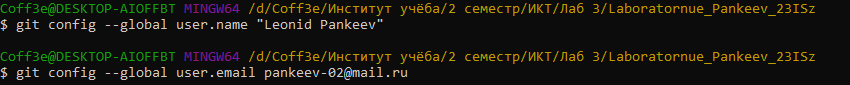 Coff3e@DESKTOP-AIOFFBT MINGW64 /d/Coff3e/Институт учёба/2 семестр/ИКТ/Лаб 3/Laboratornue_Pankeev_23ISz
$ git config --global user.name "Leonid Pankeev"
Coff3e@DESKTOP-AIOFFBT MINGW64 /d/Coff3e/Институт учёба/2 семестр/ИКТ/Лаб 3/Laboratornue_Pankeev_23ISz
$ git config --global user.email pankeev-02@mail.ru